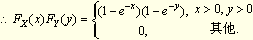 ∴ F_X(x)F_Y(y) = { (1−e^{−x})(1−e^{−y}), x > 0, y > 0
0, 其他.